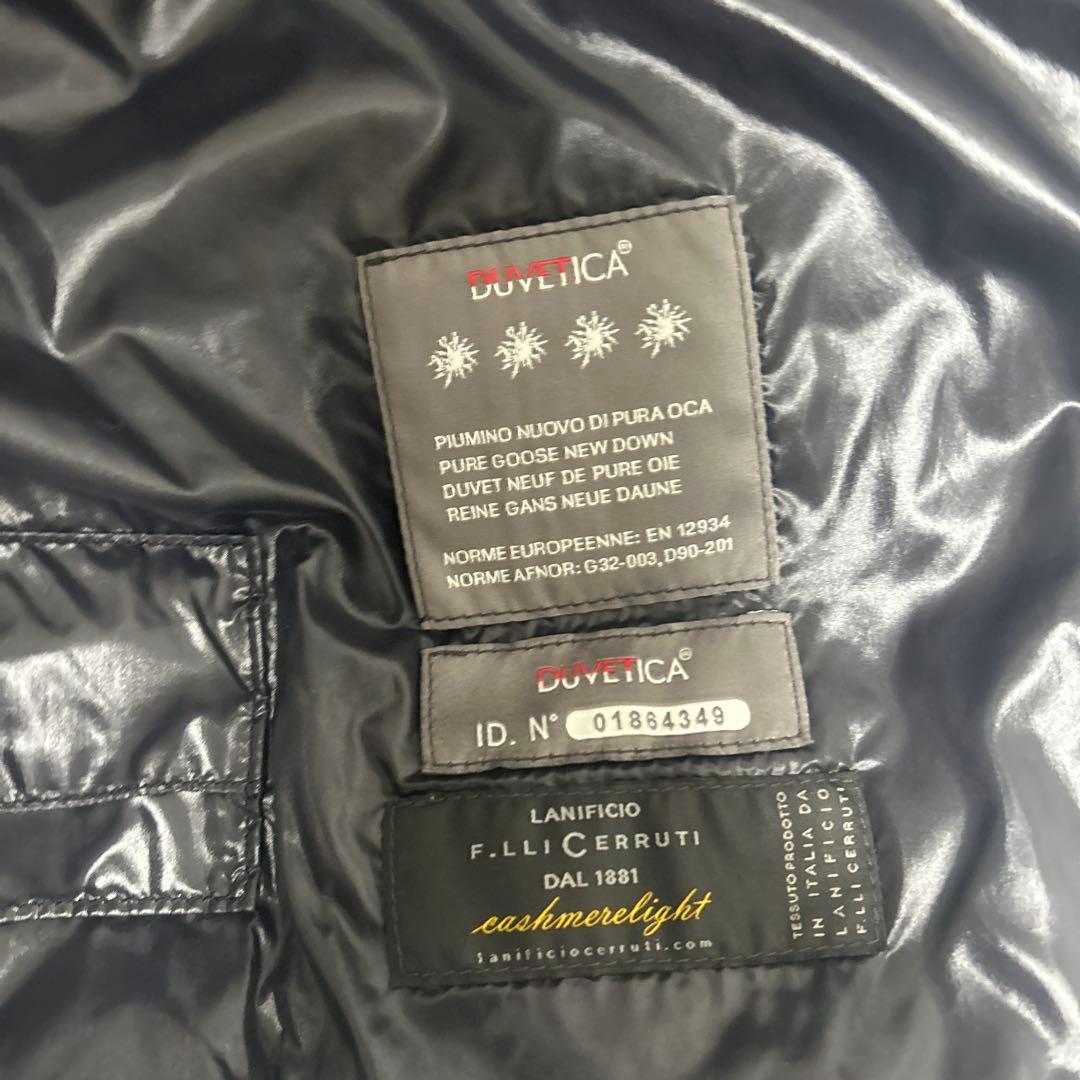 DUVETICA®
PIUMINO NUOVO DI PURA OCA
PURE GOOSE NEW DOWN
DUVET NEUF DE PURE OIE
REINE GANS NEUE DAUNE
NORME EUROPEENNE: EN 12934
NORME AFNOR: G32-003, D90-201
DUVETICA®
ID. N° 01864349
LANIFICIO
F.LLI CERRUTI
DAL 1881
cashmerelight
lanificiocerruti.com
TESSUTO PRODOTTO
IN ITALIA DA
LANIFICIO
F.LLI CERRUTI